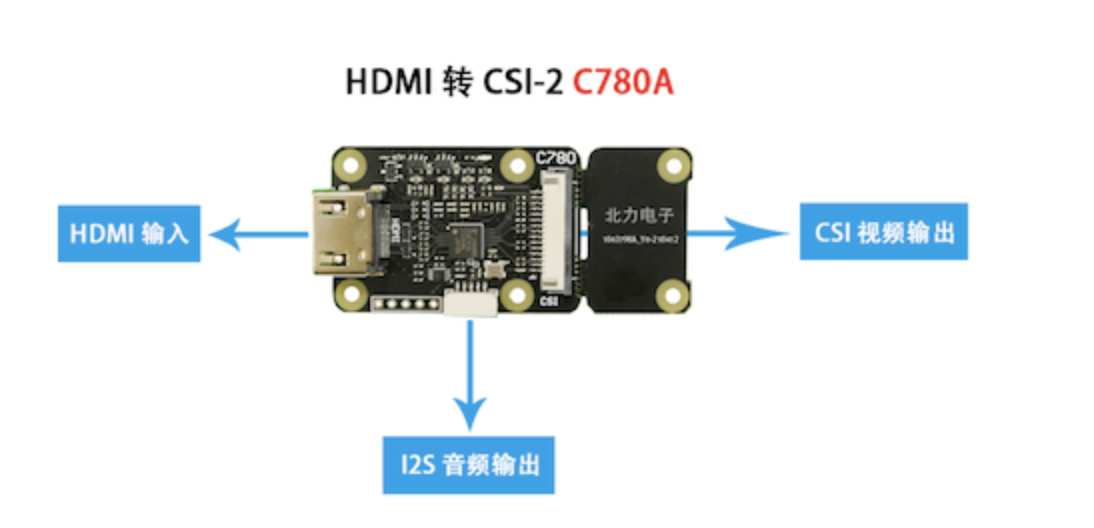 HDMI 转 CSI-2 C780A
C780
HDMI 输入
HDMI
北力电子
CSI 视频输出
CSI
I2S 音频输出